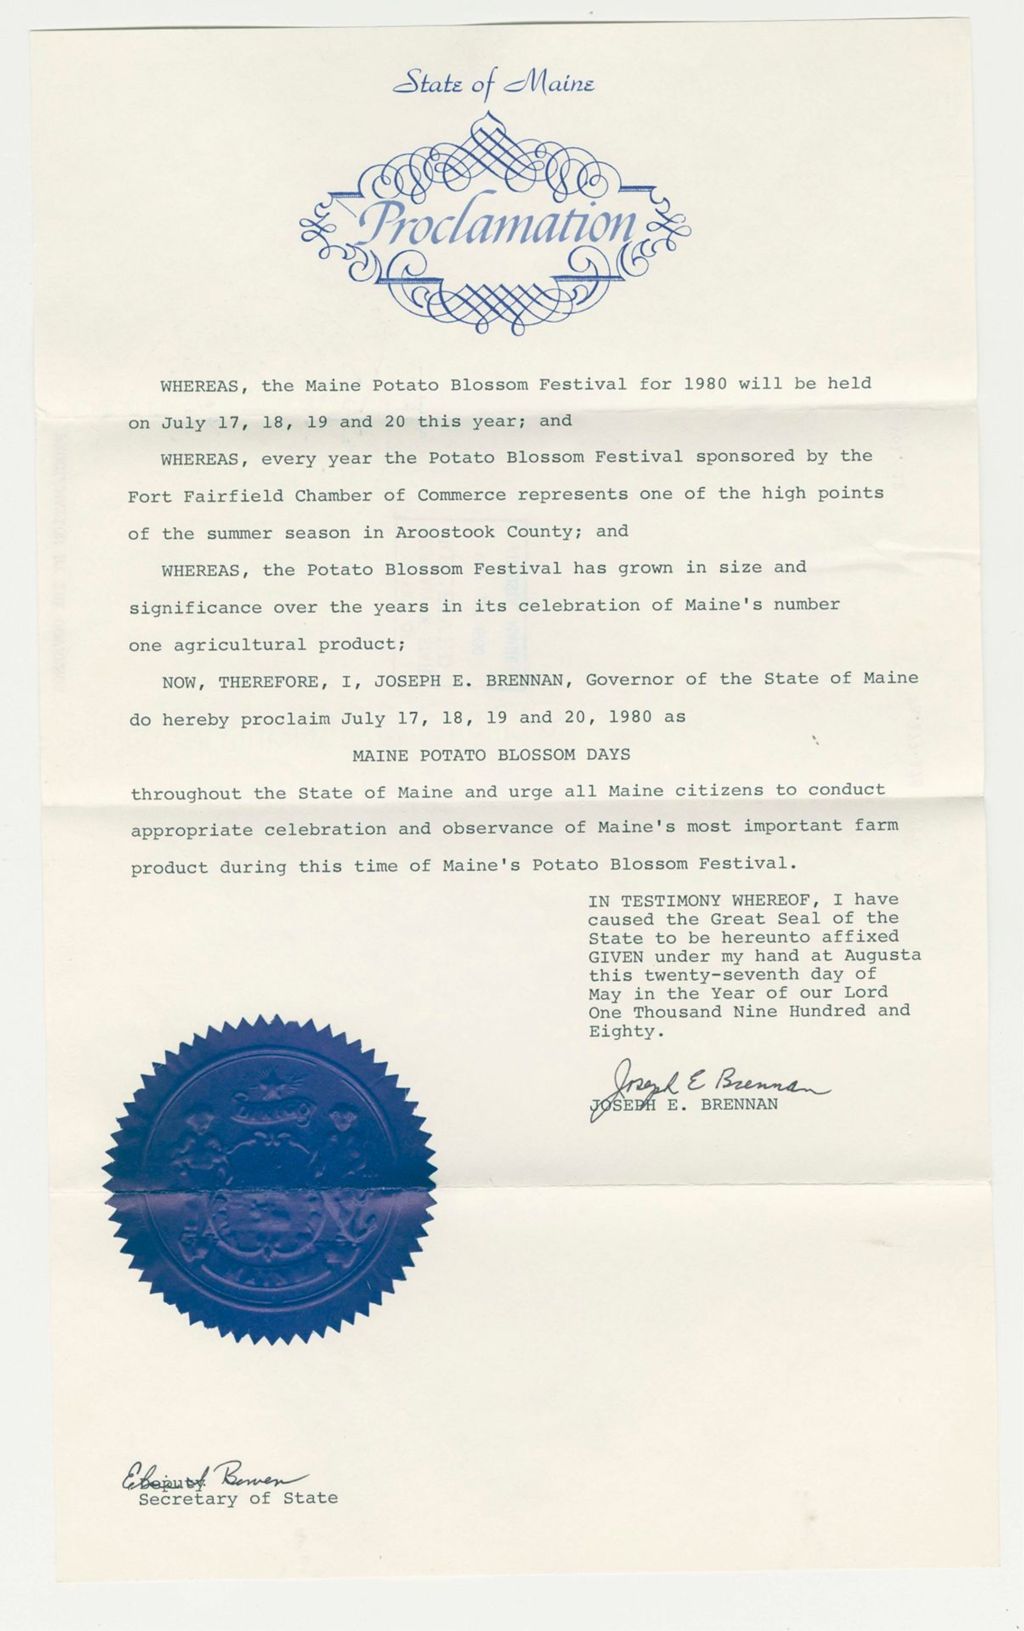 State of Maine
Proclamation
WHEREAS, the Maine Potato Blossom Festival for 1980 will be held
on July 17, 18, 19 and 20 this year; and
WHEREAS, every year the Potato Blossom Festival sponsored by the
Fort Fairfield Chamber of Commerce represents one of the high points
of the summer season in Aroostook County; and
WHEREAS, the Potato Blossom Festival has grown in size and
significance over the years in its celebration of Maine's number
one agricultural product;
NOW, THEREFORE, I, JOSEPH E. BRENNAN, Governor of the State of Maine
do hereby proclaim July 17, 18, 19 and 20, 1980 as
MAINE POTATO BLOSSOM DAYS
throughout the State of Maine and urge all Maine citizens to conduct
appropriate celebration and observance of Maine's most important farm
product during this time of Maine's Potato Blossom Festival.
IN TESTIMONY WHEREOF, I have
caused the Great Seal of the
State to be hereunto affixed
GIVEN under my hand at Augusta
this twenty-seventh day of
May in the Year of our Lord
One Thousand Nine Hundred and
Eighty.
Joseph E Brennan
JOSEPH E. BRENNAN
DIRIGO
MAINE
Deputy
Secretary of State